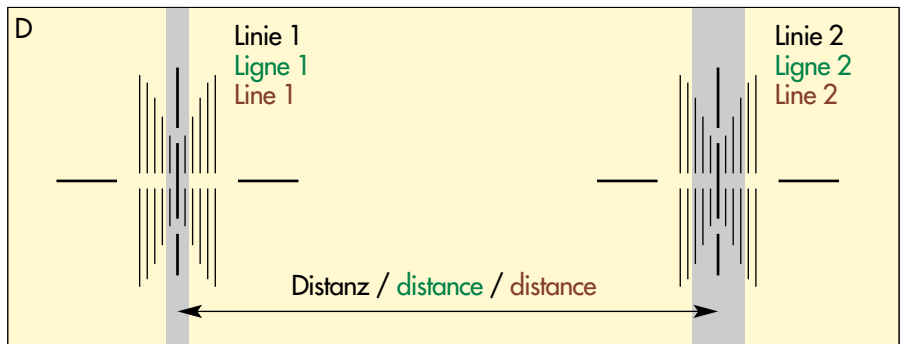 D
Linie 1
Ligne 1
Line 1
Linie 2
Ligne 2
Line 2
Distanz / distance / distance